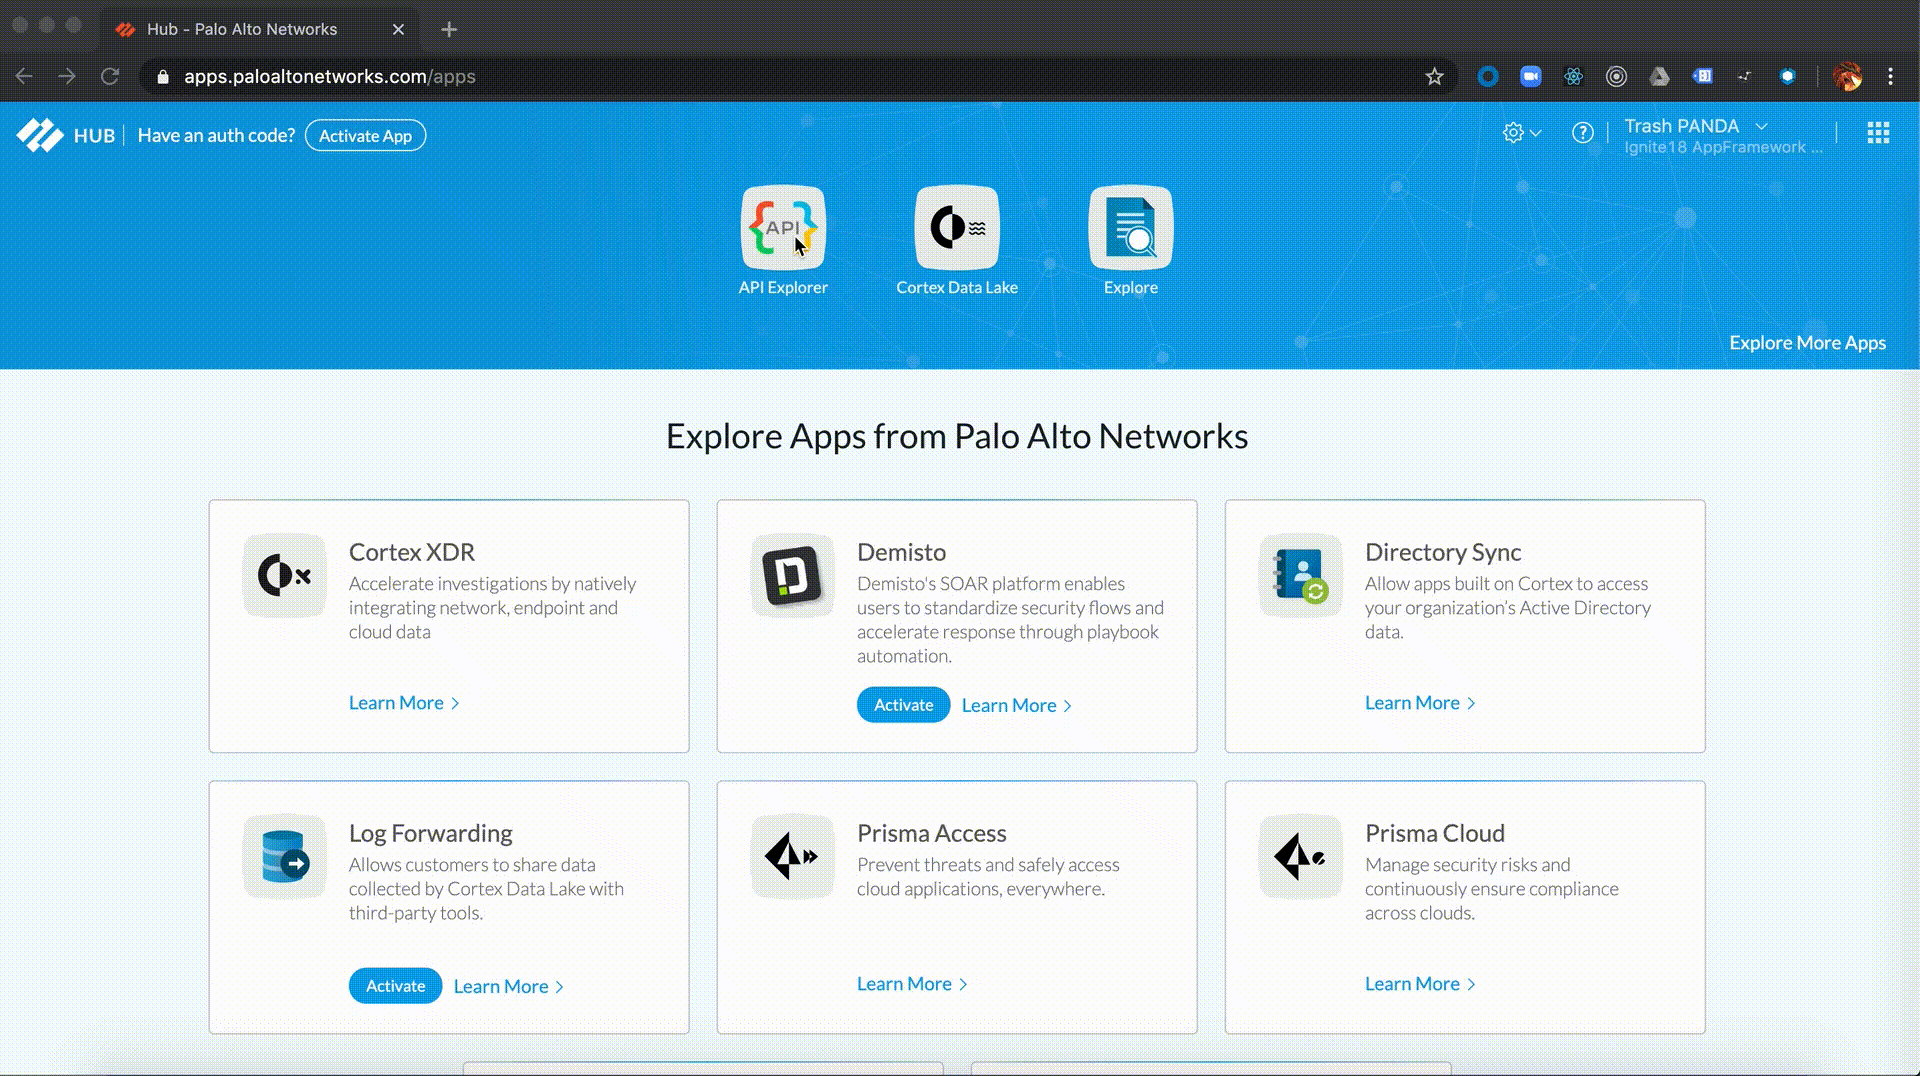 Hub - Palo Alto Networks
apps.paloaltonetworks.com/apps
HUB
Have an auth code?
Activate App
Trash PANDA
Ignite18 AppFramework ...
API
API Explorer
Cortex Data Lake
Explore
Explore More Apps
Explore Apps from Palo Alto Networks
Cortex XDR
Accelerate investigations by natively
integrating network, endpoint and
cloud data
Learn More
Demisto
Demisto's SOAR platform enables
users to standardize security flows and
accelerate response through playbook
automation.
Activate
Learn More
Directory Sync
Allow apps built on Cortex to access
your organization's Active Directory
data.
Learn More
Log Forwarding
Allows customers to share data
collected by Cortex Data Lake with
third-party tools.
Activate
Learn More
Prisma Access
Prevent threats and safely access
cloud applications, everywhere.
Learn More
Prisma Cloud
Manage security risks and
continuously ensure compliance
across clouds.
Learn More